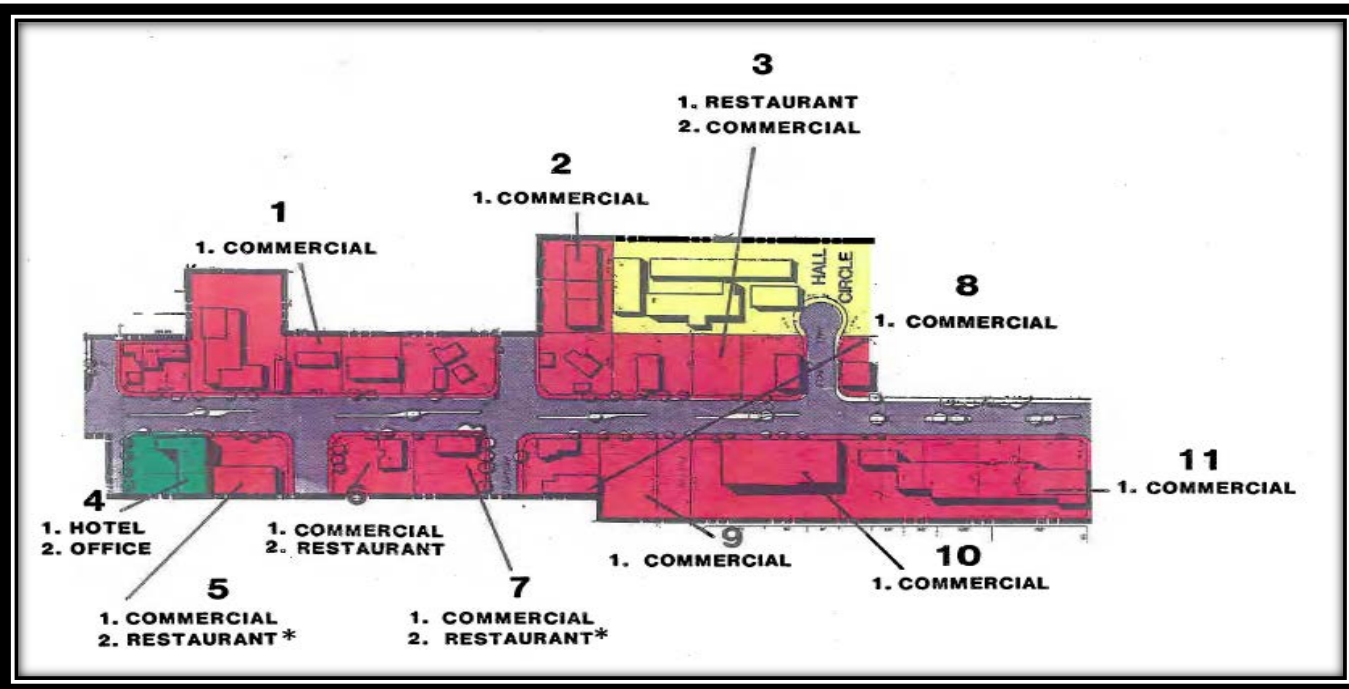 3
1. RESTAURANT
2. COMMERCIAL
2
1. COMMERCIAL
1
1. COMMERCIAL
HALL
CIRCLE
8
1. COMMERCIAL
11
1. COMMERCIAL
4
1. HOTEL
2. OFFICE
6
1. COMMERCIAL
2. RESTAURANT
9
1. COMMERCIAL
10
1. COMMERCIAL
5
1. COMMERCIAL
2. RESTAURANT*
7
1. COMMERCIAL
2. RESTAURANT*